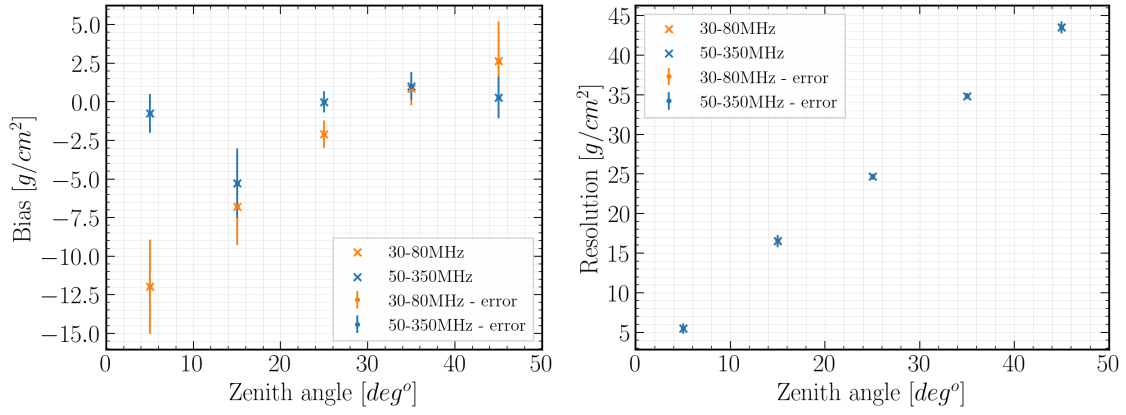 5.0
2.5
0.0
−2.5
−5.0
−7.5
−10.0
−12.5
−15.0
Bias [g/cm²]
30-80MHz
50-350MHz
30-80MHz - error
50-350MHz - error
0 10 20 30 40 50
Zenith angle [degᵒ]
45
40
35
30
25
20
15
10
5
Resolution [g/cm²]
30-80MHz
50-350MHz
30-80MHz - error
50-350MHz - error
0 10 20 30 40 50
Zenith angle [degᵒ]